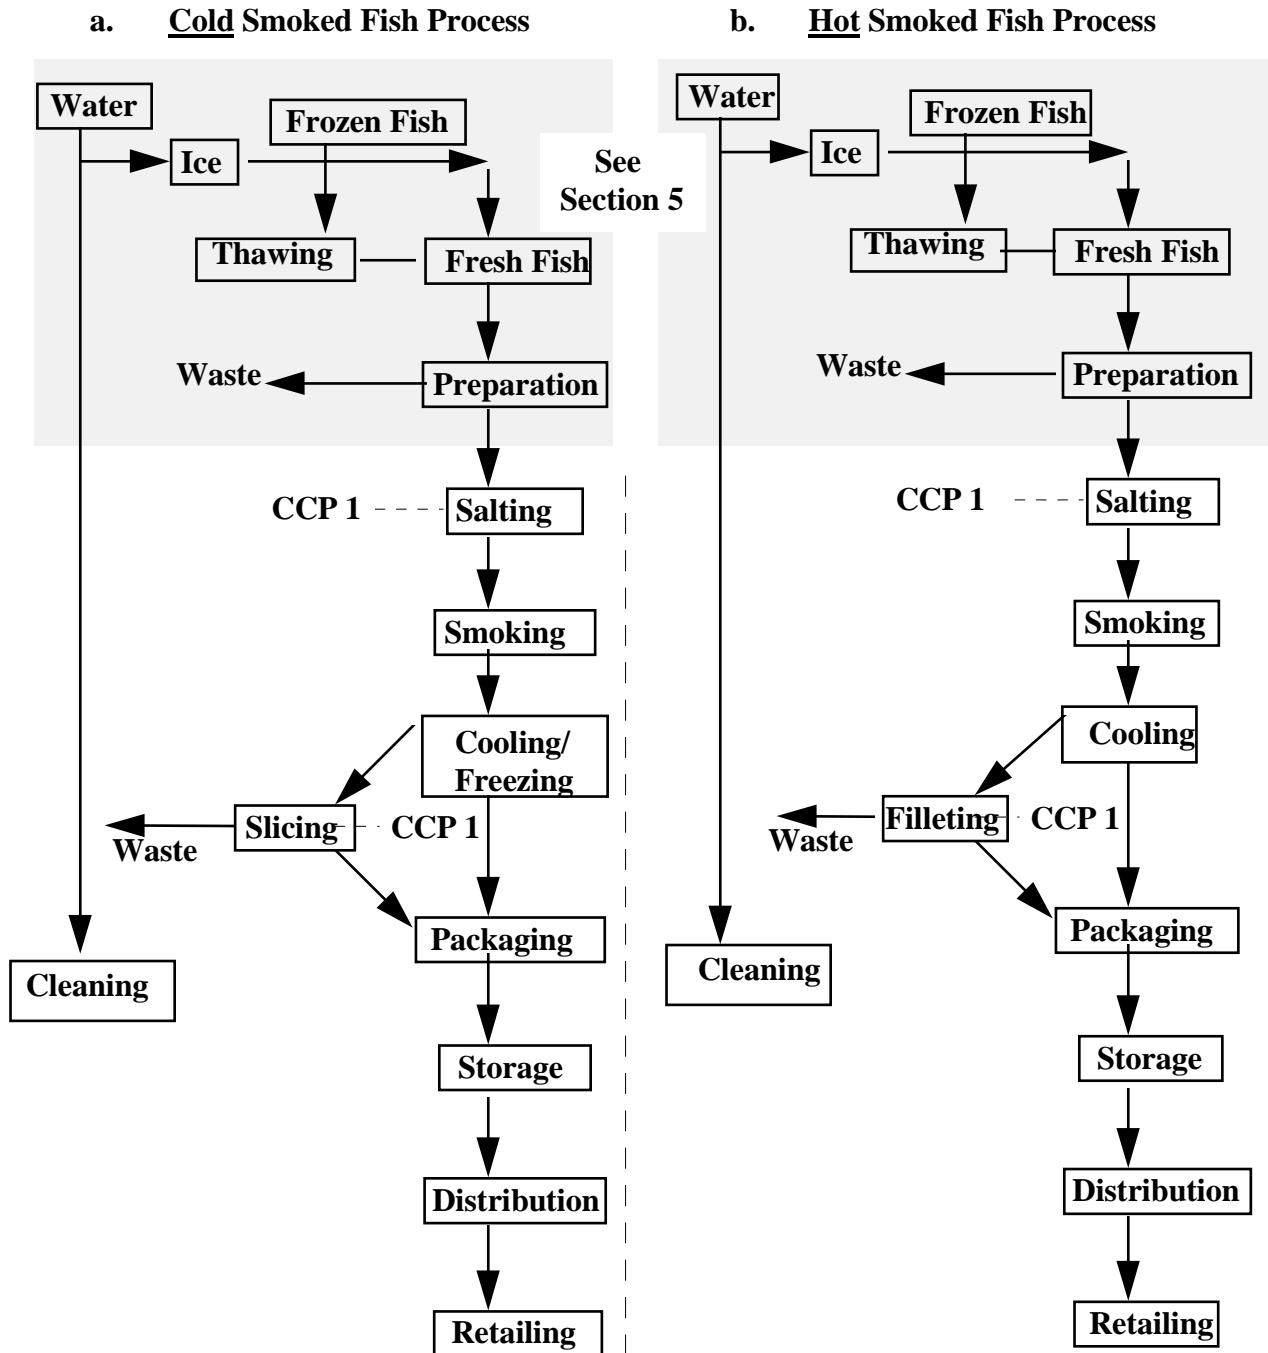 a. Cold Smoked Fish Process
Water
Frozen Fish
Ice
Thawing
Fresh Fish
Waste
Preparation
CCP 1
Salting
Smoking
Cooling/
Freezing
Slicing
CCP 1
Waste
Packaging
Cleaning
Storage
Distribution
Retailing
See
Section 5
b. Hot Smoked Fish Process
Water
Frozen Fish
Ice
Thawing
Fresh Fish
Waste
Preparation
CCP 1
Salting
Smoking
Cooling
Filleting
CCP 1
Waste
Packaging
Cleaning
Storage
Distribution
Retailing